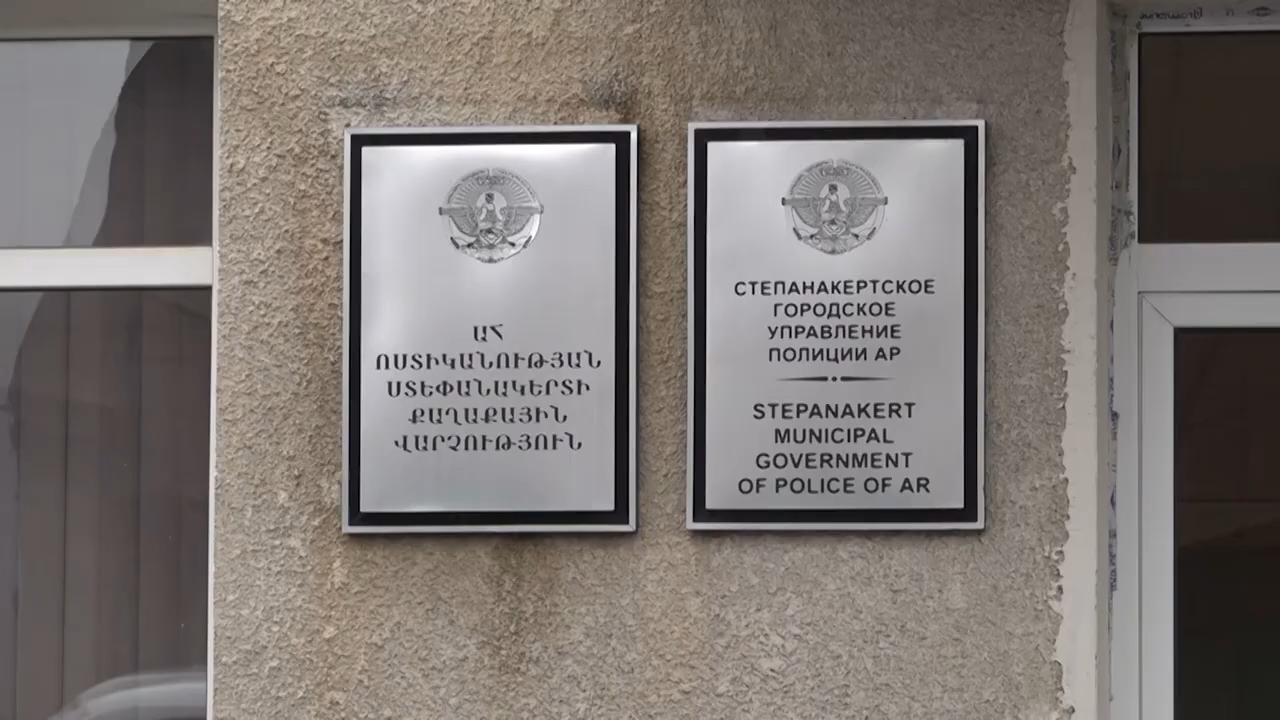 ԱՀ
ՈՍՏԻԿԱՆՈՒԹՅԱՆ
ՍՏԵՓԱՆԱԿԵՐՏԻ
ՔԱՂԱՔԱՅԻՆ
ՎԱՐՉՈՒԹՅՈՒՆ
СТЕПАНАКЕРТСКОЕ
ГОРОДСКОЕ
УПРАВЛЕНИЕ
ПОЛИЦИИ АР
STEPANAKERT
MUNICIPAL
GOVERNMENT
OF POLICE OF AR